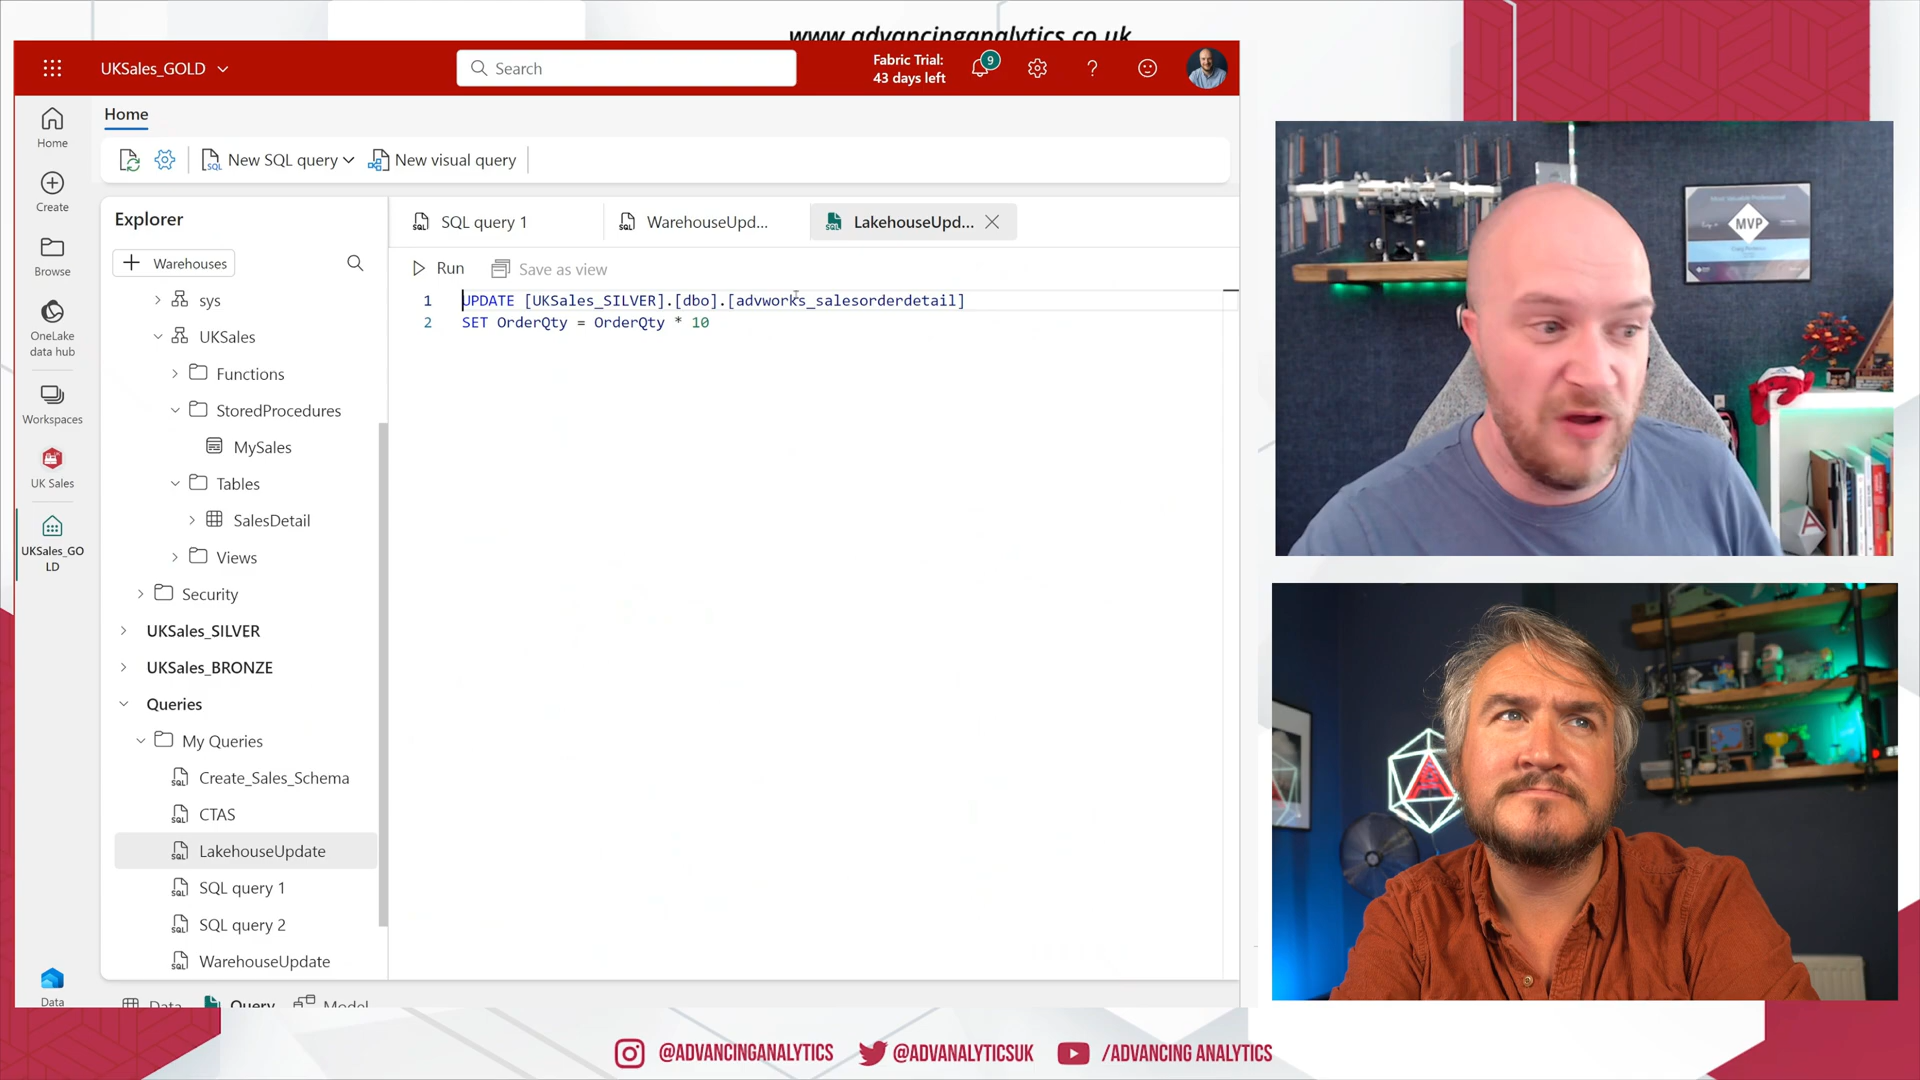 www.advancinganalytics.co.uk
UKSales_GOLD
Search
Fabric Trial:
43 days left
9
Home
New SQL query
New visual query
Home
Create
Browse
OneLake
data hub
Workspaces
UK Sales
UKSales_GO
LD
Data
Explorer
+ Warehouses
sys
UKSales
Functions
StoredProcedures
MySales
Tables
SalesDetail
Views
Security
UKSales_SILVER
UKSales_BRONZE
Queries
My Queries
Create_Sales_Schema
CTAS
LakehouseUpdate
SQL query 1
SQL query 2
WarehouseUpdate
Data
Query
Model
SQL query 1
WarehouseUpd...
LakehouseUpd...
Run
Save as view
1 UPDATE [UKSales_SILVER].[dbo].[advworks_salesorderdetail]
2 SET OrderQty = OrderQty * 10
MVP
@ADVANCINGANALYTICS
@ADVANALYTICSUK
/ADVANCING ANALYTICS